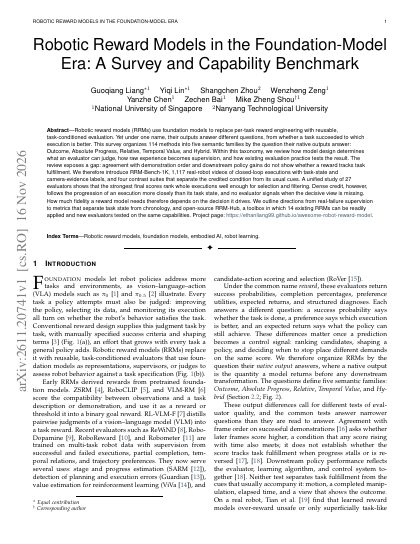 ROBOTIC REWARD MODELS IN THE FOUNDATION-MODEL ERA
1
Robotic Reward Models in the Foundation-Model
Era: A Survey and Capability Benchmark
Guoqiang Liang*¹ Yiqi Lin*¹ Shangchen Zhou² Wenzheng Zeng¹
Yanzhe Chen¹ Zechen Bai¹ Mike Zheng Shou†¹
¹National University of Singapore ²Nanyang Technological University
Abstract—Robotic reward models (RRMs) use foundation models to replace per-task reward engineering with reusable,
task-conditioned evaluation. Yet under one name, their outputs answer different questions, from whether a task succeeded to which
execution is better. This survey organizes 114 methods into five semantic families by the question their native outputs answer:
Outcome, Absolute Progress, Relative, Temporal Value, and Hybrid. Within this taxonomy, we review how model design determines
what an evaluator can judge, how raw experience becomes supervision, and how existing evaluation practice tests the result.
The review exposes a gap: agreement with demonstration order and downstream policy gains do not show whether a reward tracks task
fulfillment. We therefore introduce RRM-Bench-1K, 1,117 real-robot videos of closed-loop executions with task-state and
camera-evidence labels, and four contrast suites that separate the credited condition from its usual causes. A unified study of 27
evaluators shows that the strongest final scores rank whole executions well enough for selection and filtering. Dense credit, however,
follows the progression of an execution more closely than its task state, and no evaluator signals when the decisive view is missing.
How much fidelity a reward model needs therefore depends on the decision it drives. We outline directions from real-failure supervision
to metrics that separate task state from chronology, and open-source RRM-Hub, a toolbox in which 14 existing RRMs can be readily
applied and new evaluators tested on the same capabilities. Project page: https://ethanliang99.github.io/awesome-robot-reward-model.
Index Terms—Robotic reward models, foundation models, embodied AI, robot learning.
1 INTRODUCTION
FOUNDATION models let robot policies address more
tasks and environments, as vision-language-action
(VLA) models such as π₀ [1] and π₀.₅ [2] illustrate. Every
task a policy attempts must also be judged: improving
the policy, selecting its data, and monitoring its execution
all turn on whether the robot's behavior satisfies the task.
Conventional reward design supplies this judgment task by
task, with manually specified success criteria and shaping
terms [3] (Fig. 1(a)), an effort that grows with every task a
general policy adds. Robotic reward models (RRMs) replace
it with reusable, task-conditioned evaluators that use foun-
dation models as representations, supervisors, or judges to
assess robot behavior against a task specification (Fig. 1(b)).
Early RRMs derived rewards from pretrained founda-
tion models. ZSRM [4], RoboCLIP [5], and VLM-RM [6]
score the compatibility between observations and a task
description or demonstration, and use it as a reward or
threshold it into a binary reward. RL-VLM-F [7] distills
pairwise judgments of a vision–language model (VLM) into
a task reward. Recent evaluators such as ReWiND [8], Robo-
Dopamine [9], RoboReward [10], and Robometer [11] are
trained on multi-task robot data with supervision from
successful and failed executions, partial completion, tem-
poral relations, and trajectory preferences. They now serve
several uses: stage and progress estimation (SARM [12]),
detection of planning and execution errors (Guardian [13]),
value estimation for reinforcement learning (ViVa [14]), and
* Equal contribution
† Corresponding author
candidate-action scoring and selection (RoVer [15]).
Under the common name reward, these evaluators return
success probabilities, completion percentages, preference
utilities, expected returns, and structured diagnoses. Each
answers a different question: a success probability says
whether the task is done, a preference says which execution
is better, and an expected return says what the policy can
still achieve. These differences matter once a prediction
becomes a control signal: ranking candidates, shaping a
policy, and deciding when to stop place different demands
on the same score. We therefore organize RRMs by the
question their native output answers, where a native output
is the quantity a model returns before any downstream
transformation. The questions define five semantic families:
Outcome, Absolute Progress, Relative, Temporal Value, and Hy-
brid (Section 2.2, Fig. 2).
These output differences call for different tests of evalu-
ator quality, and the common tests answer narrower
questions than they are read to answer. Agreement with
frame order on successful demonstrations [16] asks whether
later frames score higher, a condition that any score rising
with time also meets; it does not establish whether the
score tracks task fulfillment when progress stalls or is re-
versed [17], [18]. Downstream policy performance reflects
the evaluator, learning algorithm, and control system to-
gether [18]. Neither test separates task fulfillment from the
cues that usually accompany it: motion, a completed manip-
ulation, elapsed time, and a view that shows the outcome.
On a real robot, Tian et al. [19] find that learned reward
models over-reward unsafe or only superficially task-like
arXiv:2611.20741v1 [cs.RO] 16 Nov 2026